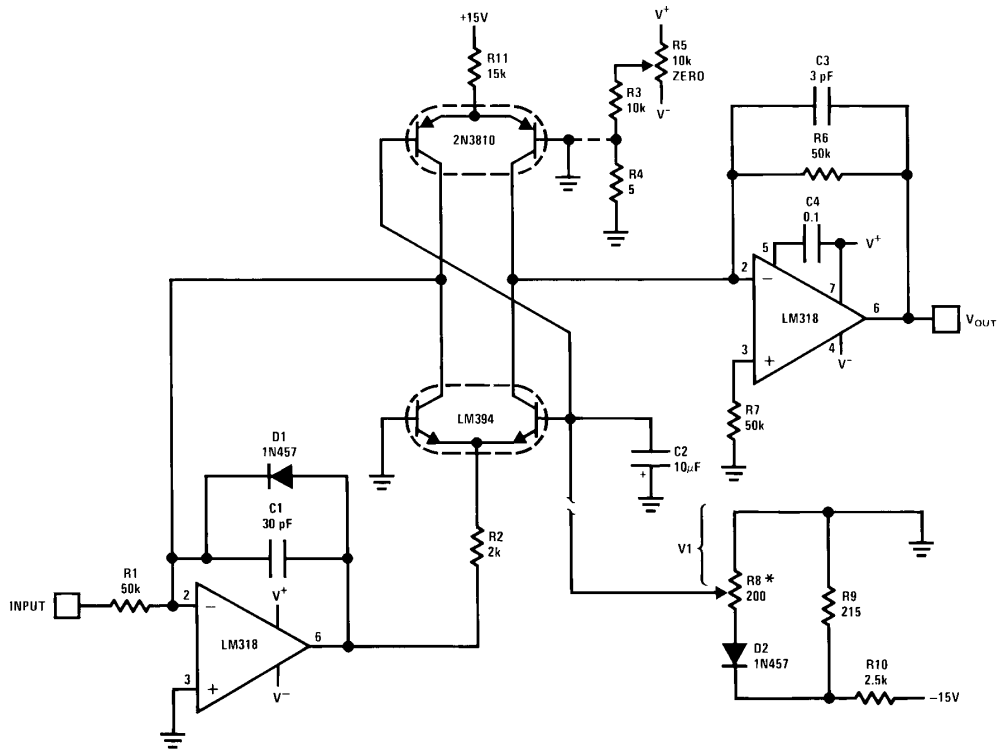 +15V
R11
15k
V+
R5
10k
ZERO
V−
R3
10k
2N3810
R4
5
C3
3 pF
R6
50k
C4
0.1
5
V+
2
−
7
LM318
6
VOUT
3
+
4
V−
R7
50k
LM394
D1
1N457
C1
30 pF
C2
10μF
+
R2
2k
V1
R8*
200
R9
215
R1
50k
INPUT
2
−
V+
LM318
6
3
+
V−
D2
1N457
R10
2.5k
−15V